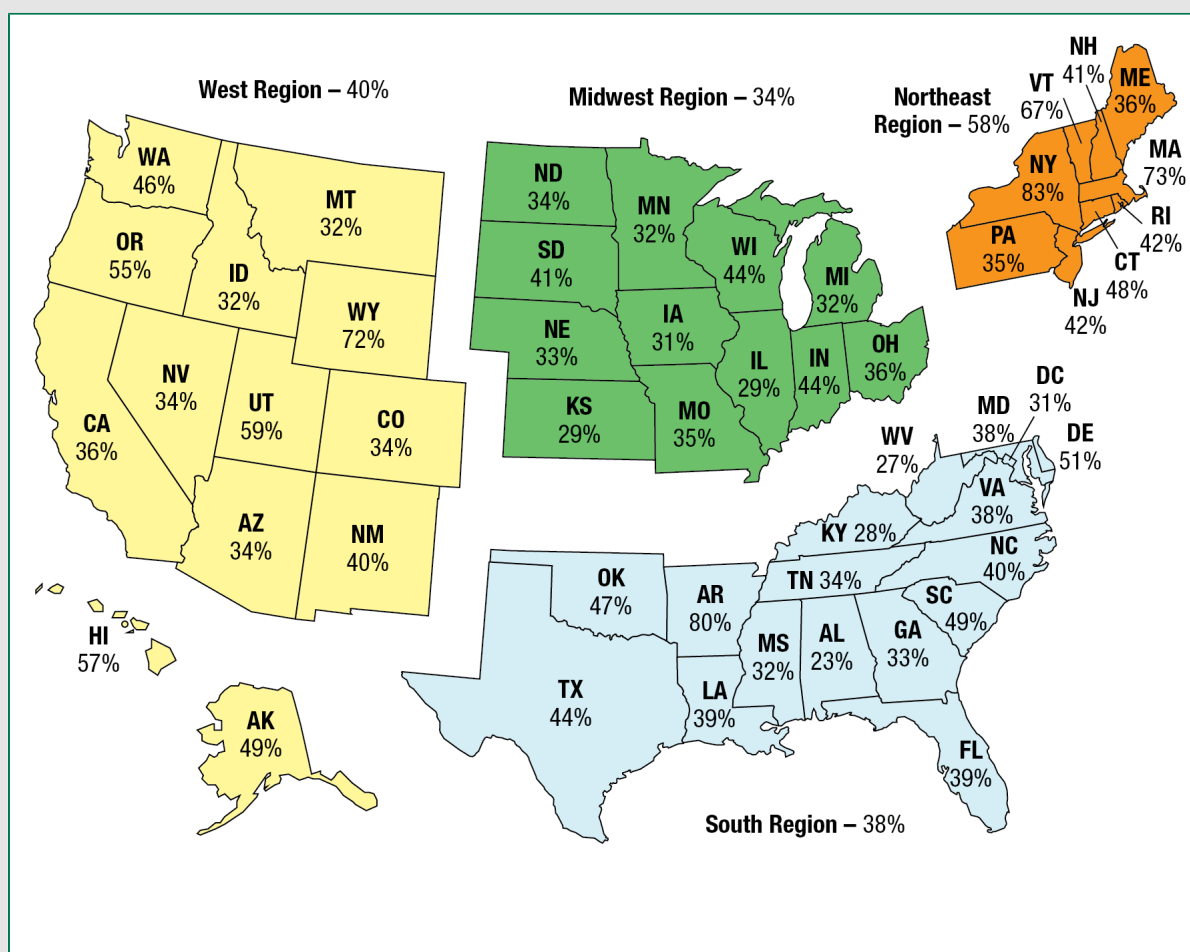 West Region – 40%
WA
46%
MT
32%
OR
55%
ID
32%
WY
72%
NV
34%
UT
59%
CO
34%
CA
36%
AZ
34%
NM
40%
HI
57%
AK
49%
Midwest Region – 34%
ND
34%
MN
32%
SD
41%
WI
44%
MI
32%
NE
33%
IA
31%
IL
29%
IN
44%
OH
36%
KS
29%
MO
35%
Northeast
Region – 58%
NH
41%
VT
67%
ME
36%
MA
73%
NY
83%
RI
42%
PA
35%
CT
48%
NJ
42%
DC
31%
MD
38%
DE
51%
WV
27%
VA
38%
KY 28%
NC
40%
TN 34%
OK
47%
AR
80%
SC
49%
MS
32%
AL
23%
GA
33%
TX
44%
LA
39%
FL
39%
South Region – 38%